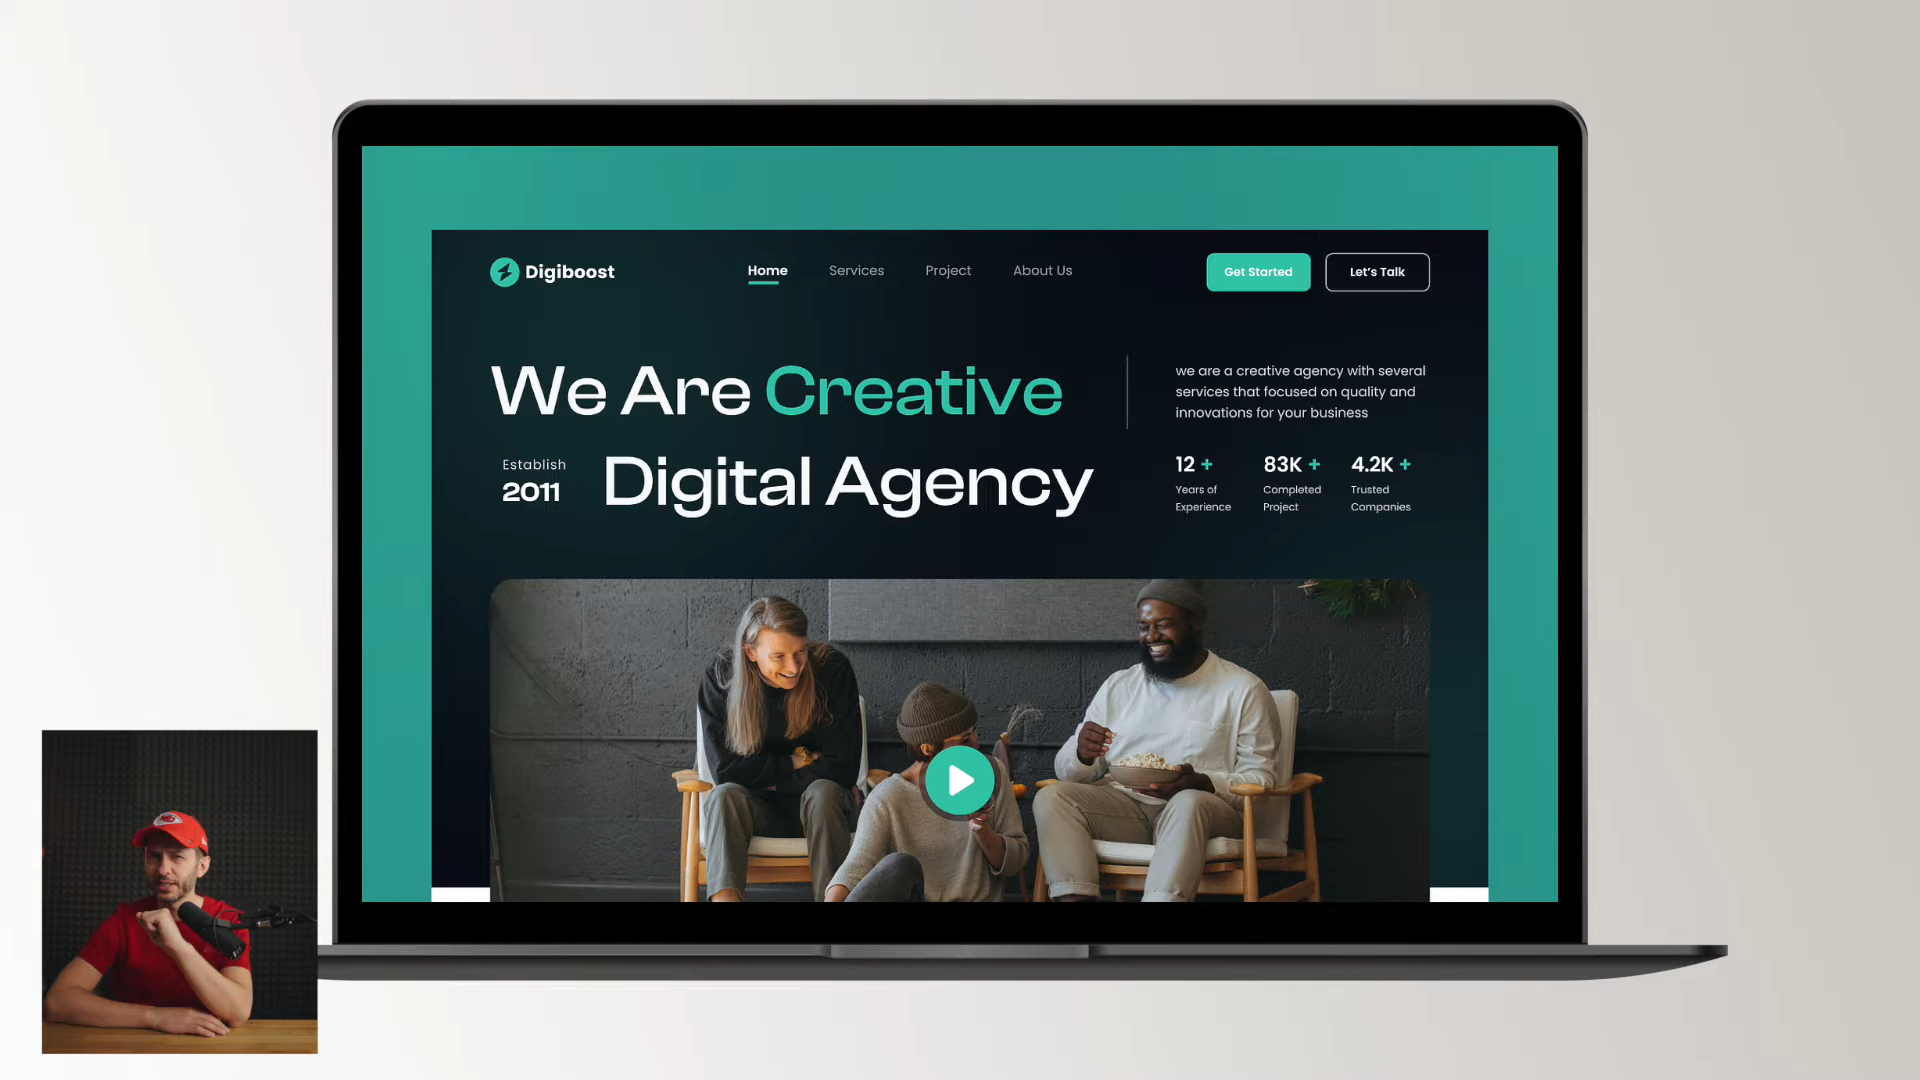 Digiboost
Home Services Project About Us
Get Started Let's Talk
We Are Creative
Establish
2011
Digital Agency
we are a creative agency with several
services that focused on quality and
innovations for your business
12 + 83K + 4.2K +
Years of Completed Trusted
Experience Project Companies